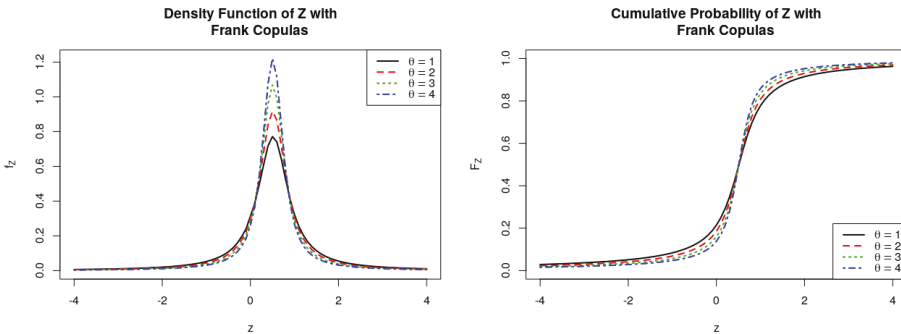 Density Function of Z with
Frank Copulas
fZ
1.2
1.0
0.8
0.6
0.4
0.2
0.0
θ = 1
θ = 2
θ = 3
θ = 4
-4
-2
0
2
4
z
Cumulative Probability of Z with
Frank Copulas
FZ
1.0
0.8
0.6
0.4
0.2
0.0
θ = 1
θ = 2
θ = 3
θ = 4
-4
-2
0
2
4
z